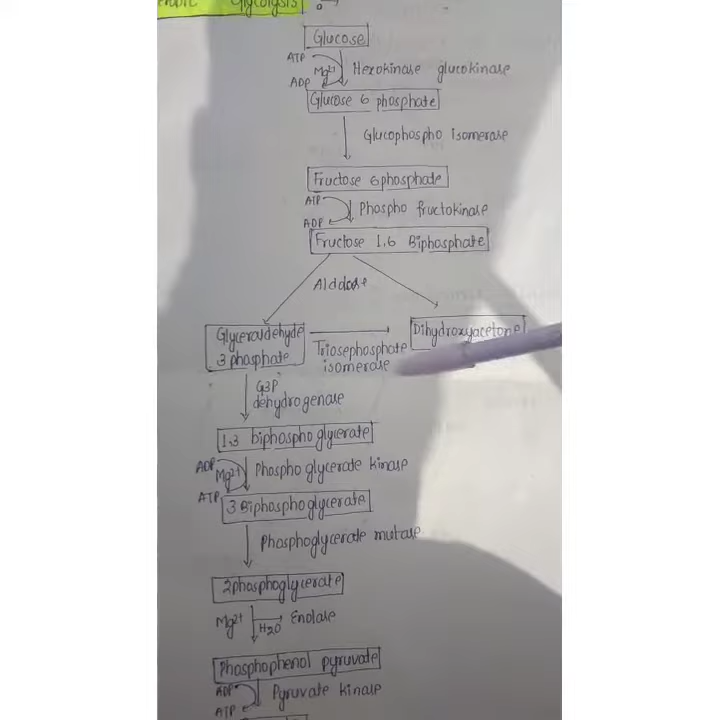 Glycolysis
Glucose
ATP
Mg2+
ADP
Hexokinase glucokinase
Glucose 6 phosphate
Glucophospho isomerase
Fructose 6phosphate
ATP
ADP
Phospho fructokinase
Fructose 1,6 Biphosphate
Aldolase
Glyceraldehyde
3 phosphate
Dihydroxyacetone
Triosephosphate
isomerase
G3P
dehydrogenase
1,3 biphospho glycerate
ADP
Mg2+
ATP
Phospho glycerate kinase
3 Biphosphoglycerate
Phosphoglycerate mutase
2phosphoglycerate
Mg2+
H2O
Enolase
Phosphophenol pyruvate
ADP
ATP
Pyruvate kinase